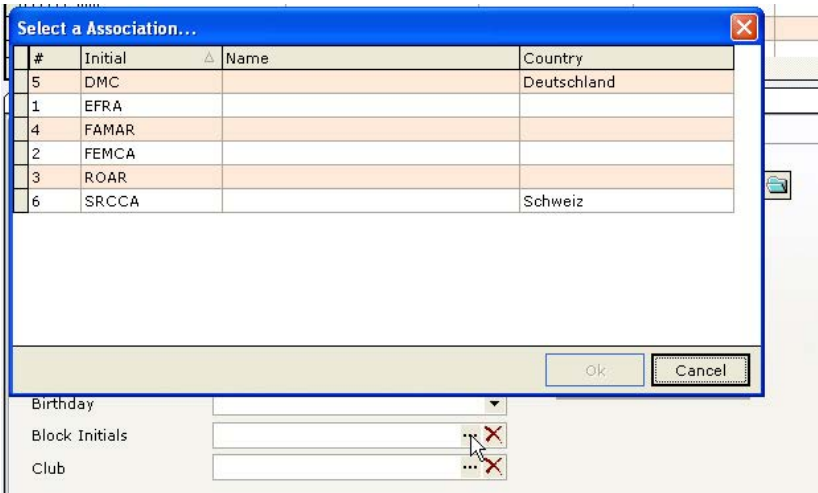 Select a Association...
# Initial Name Country
5 DMC Deutschland
1 EFRA
4 FAMAR
2 FEMCA
3 ROAR
6 SRCCA Schweiz
Ok Cancel
Birthday
Block Initials
Club